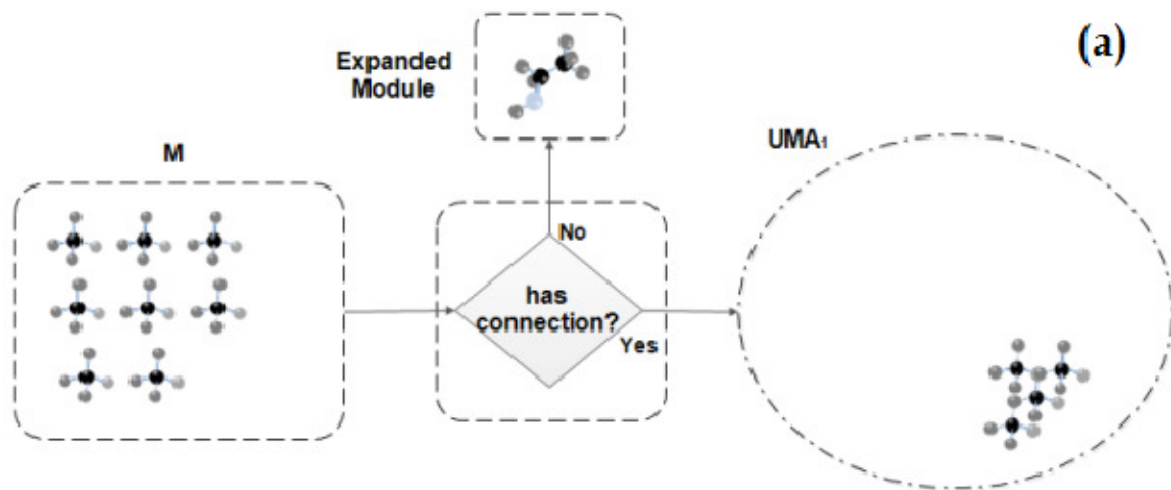 (a)
Expanded
Module
M
UMA₁
No
has
connection?
Yes